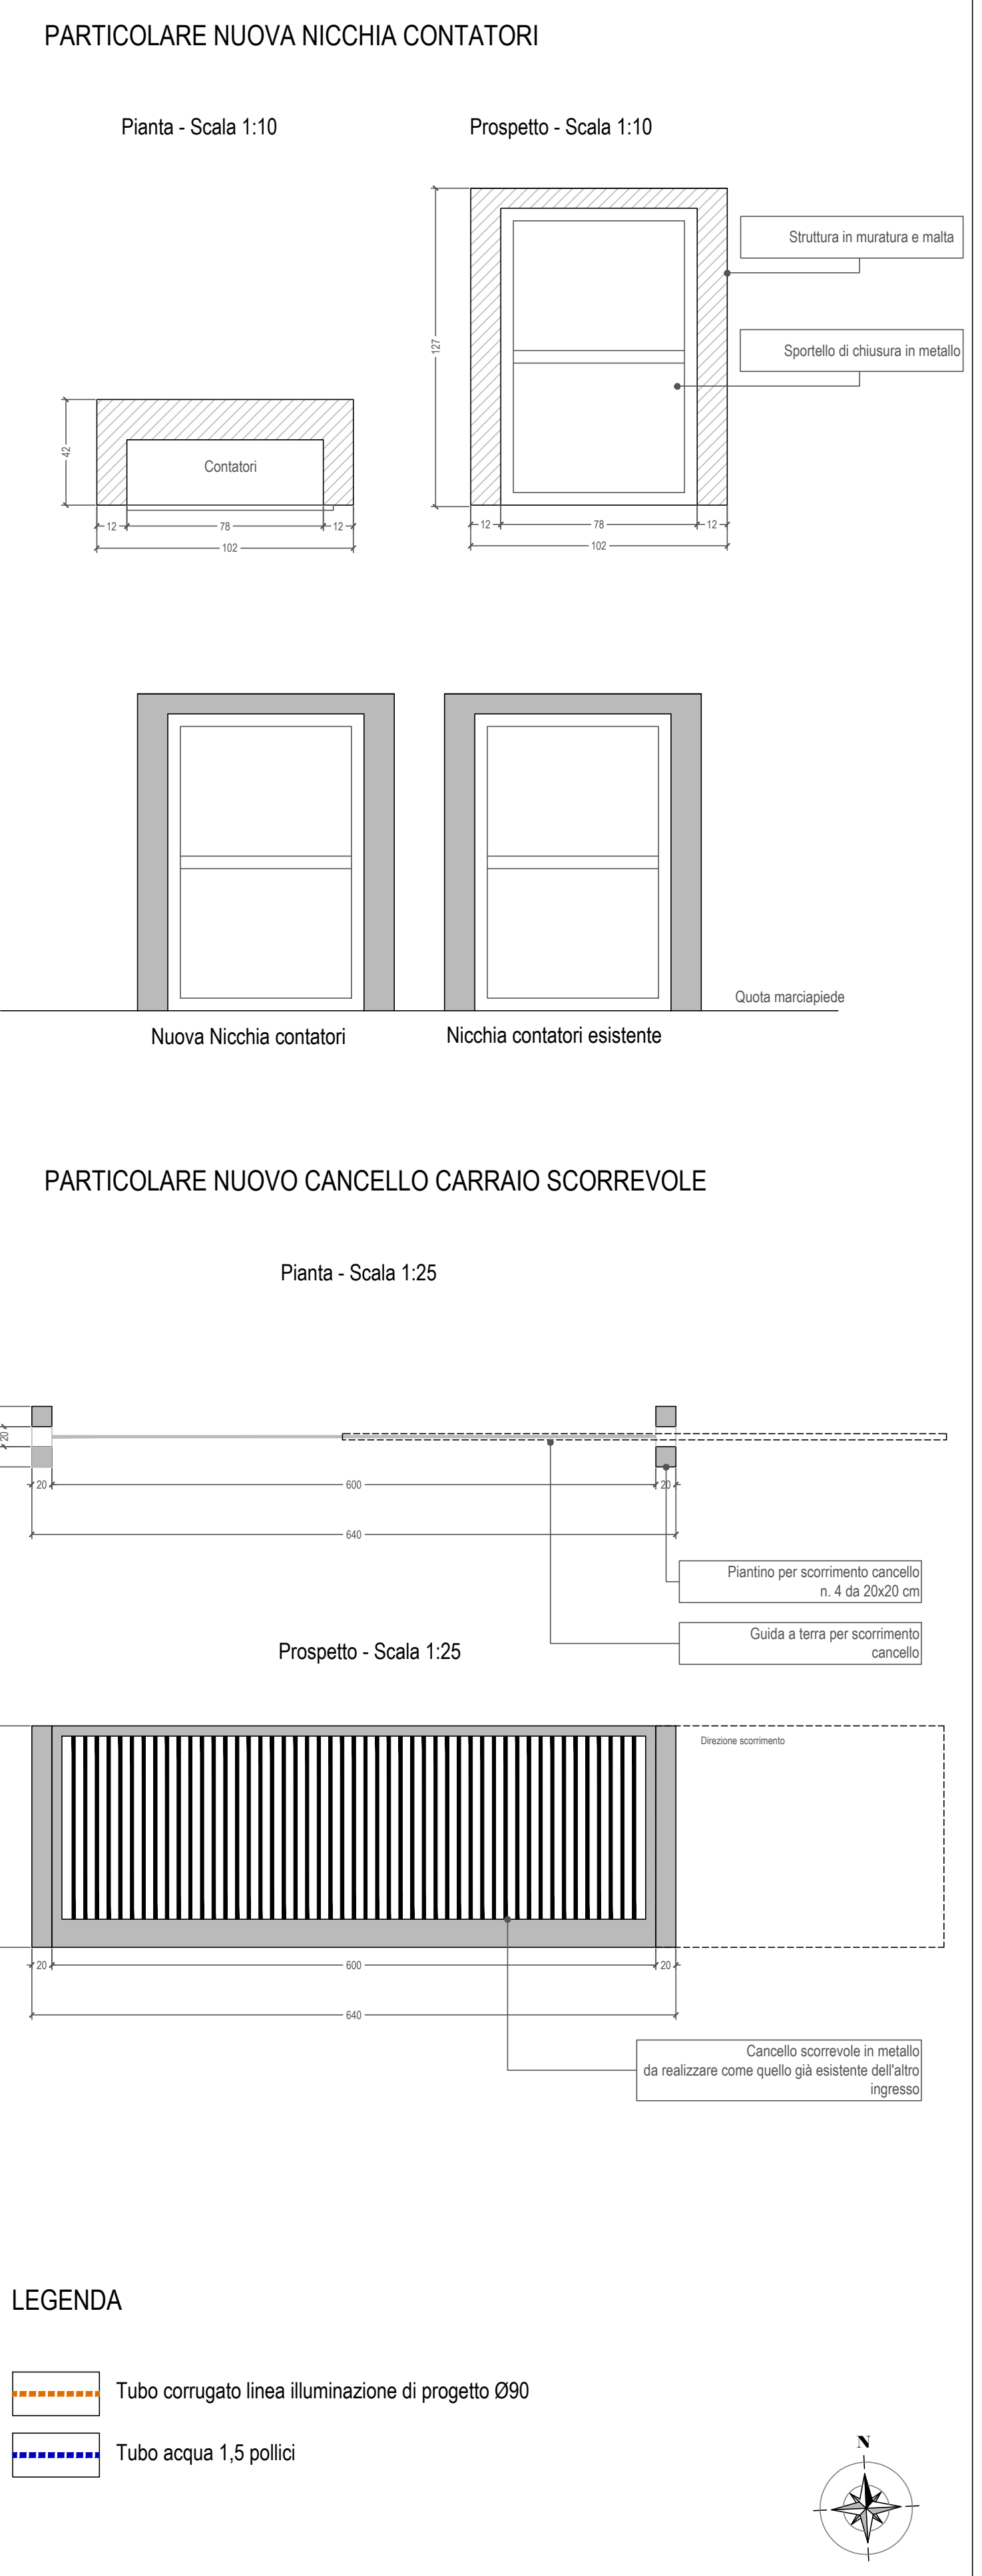 PARTICOLARE NUOVA NICCHIA CONTATORI
Pianta - Scala 1:10
Prospetto - Scala 1:10
Struttura in muratura e malta
127
Sportello di chiusura in metallo
42
Contatori
12
78
12
102
12
78
12
102
Quota marciapiede
Nuova Nicchia contatori
Nicchia contatori esistente
PARTICOLARE NUOVO CANCELLO CARRAIO SCORREVOLE
Pianta - Scala 1:25
20
20
600
20
640
Piantino per scorrimento cancello
n. 4 da 20x20 cm
Guida a terra per scorrimento
cancello
Prospetto - Scala 1:25
Direzione scorrimento
20
600
20
640
Cancello scorrevole in metallo
da realizzare come quello già esistente dell'altro
ingresso
LEGENDA
Tubo corrugato linea illuminazione di progetto Ø90
Tubo acqua 1,5 pollici
N